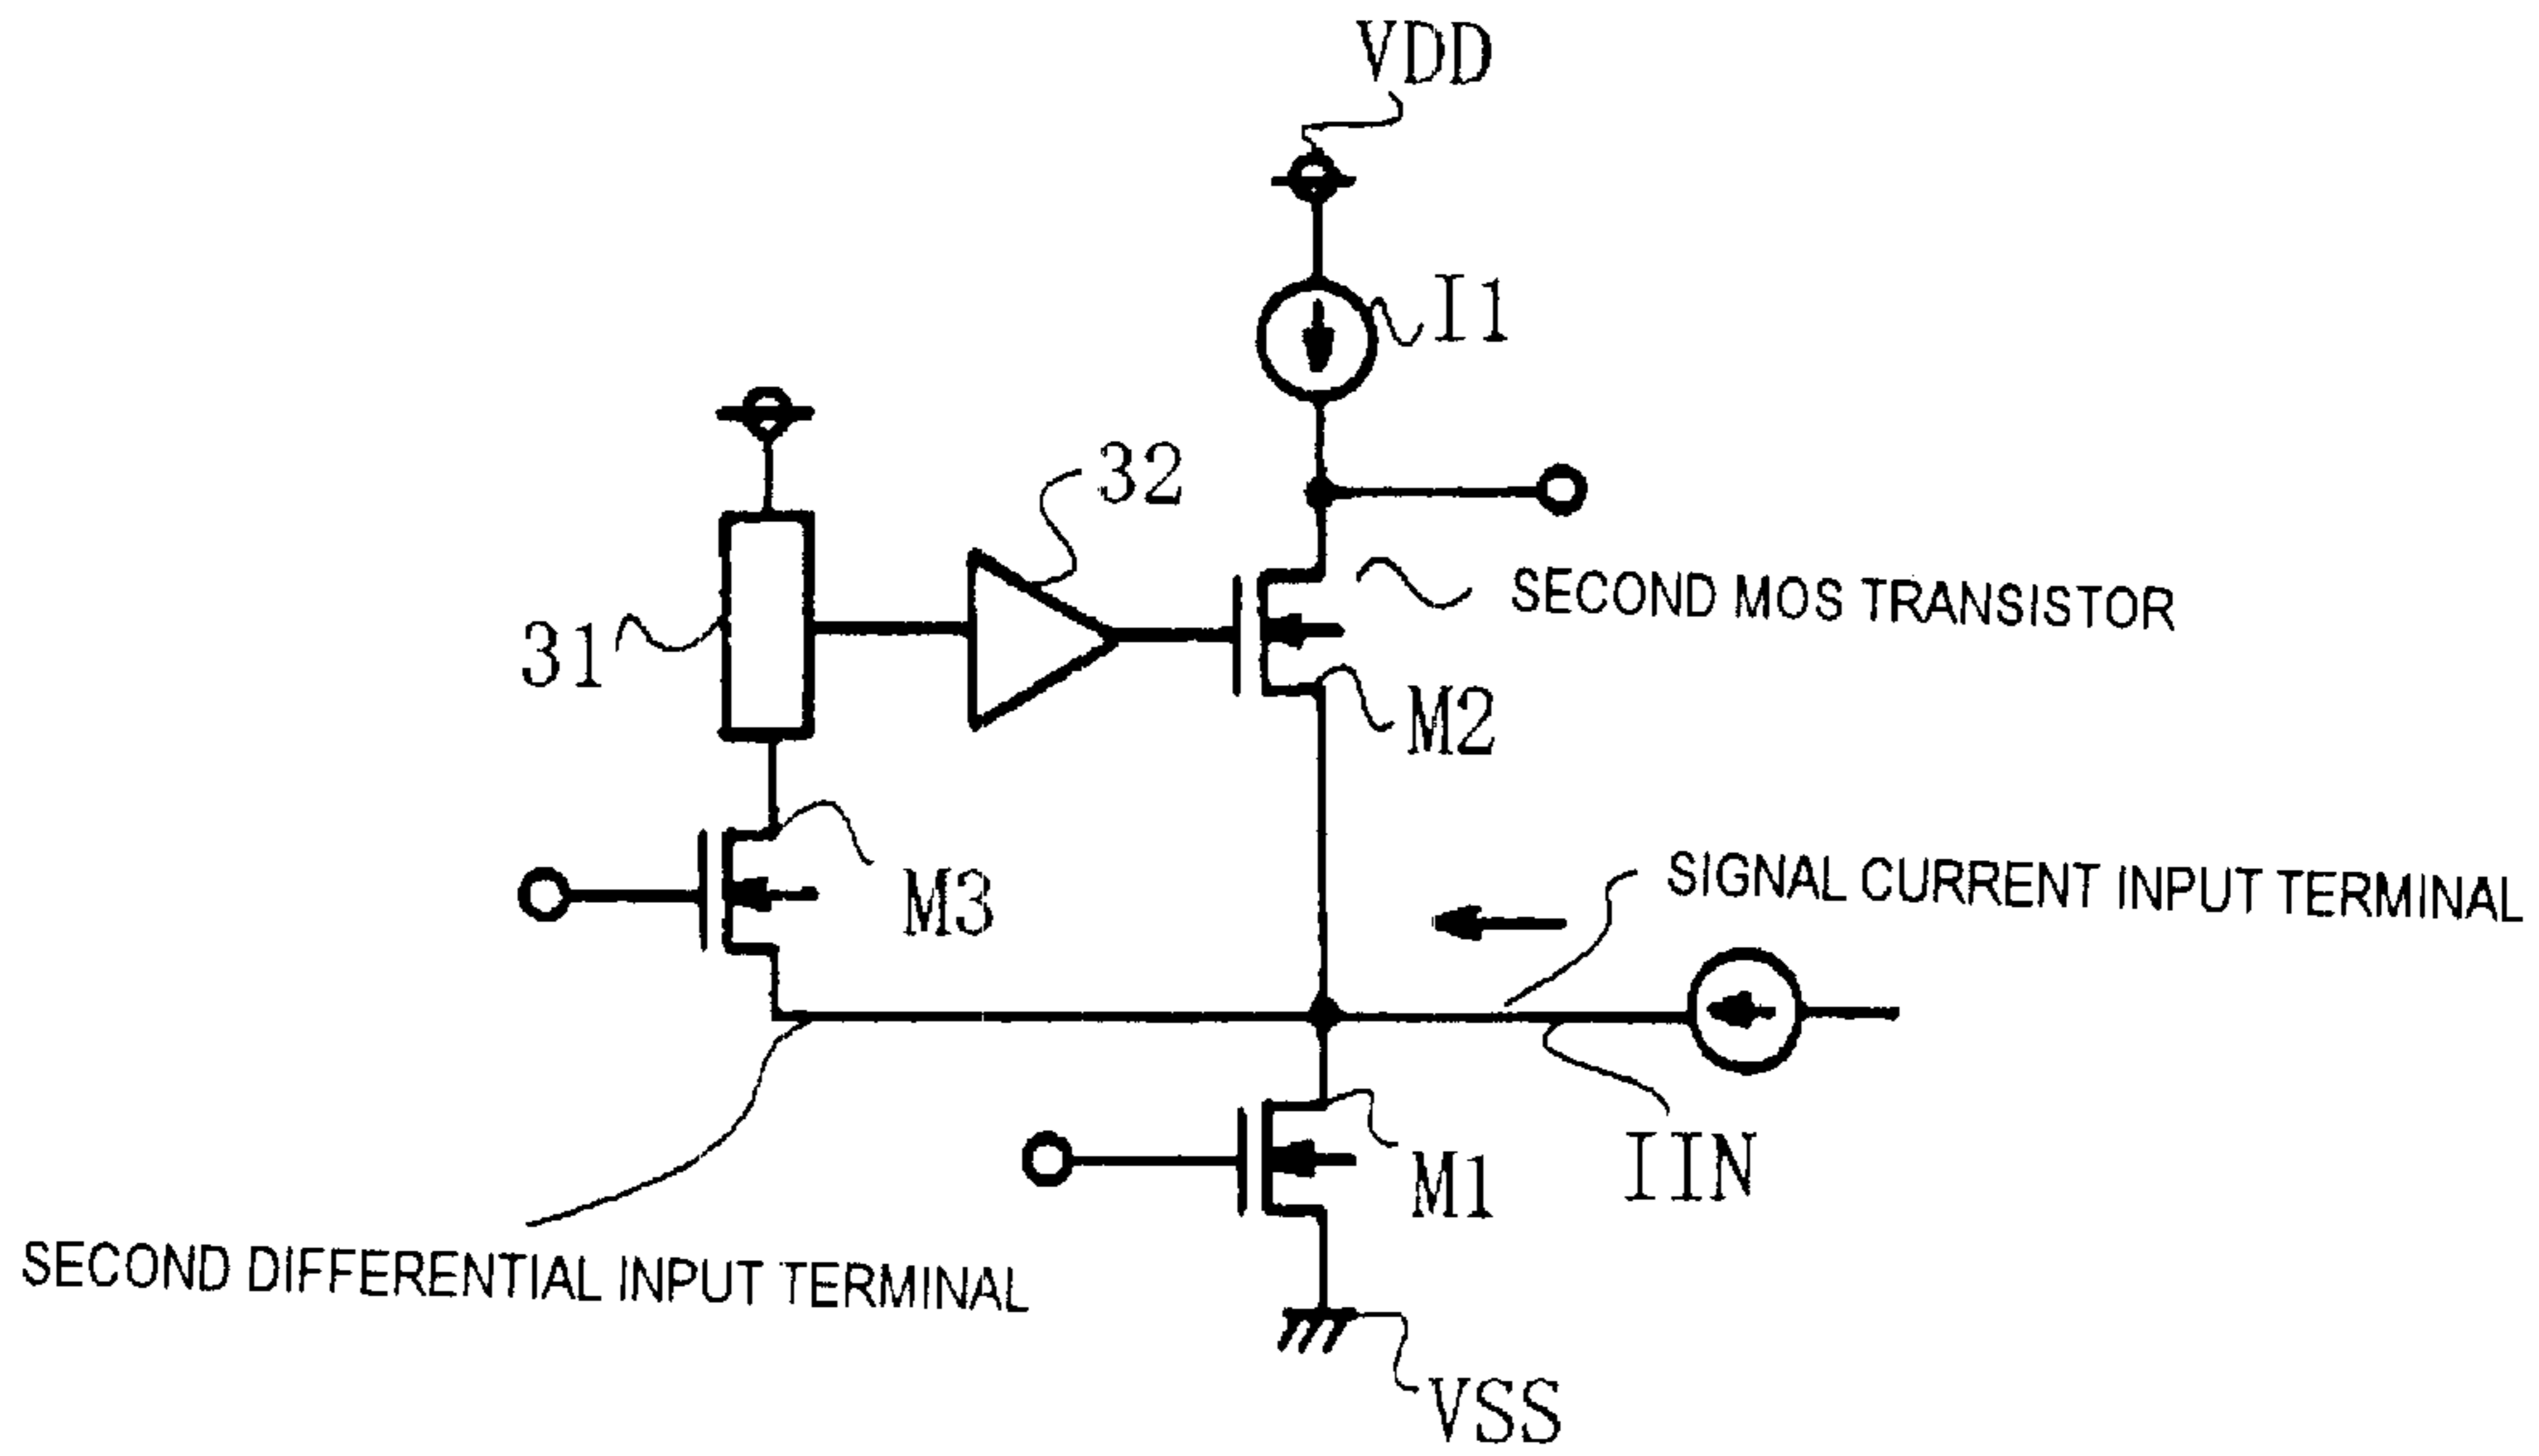 VDD
I1
32
SECOND MOS TRANSISTOR
31
M2
M3
SIGNAL CURRENT INPUT TERMINAL
M1
IIN
SECOND DIFFERENTIAL INPUT TERMINAL
VSS